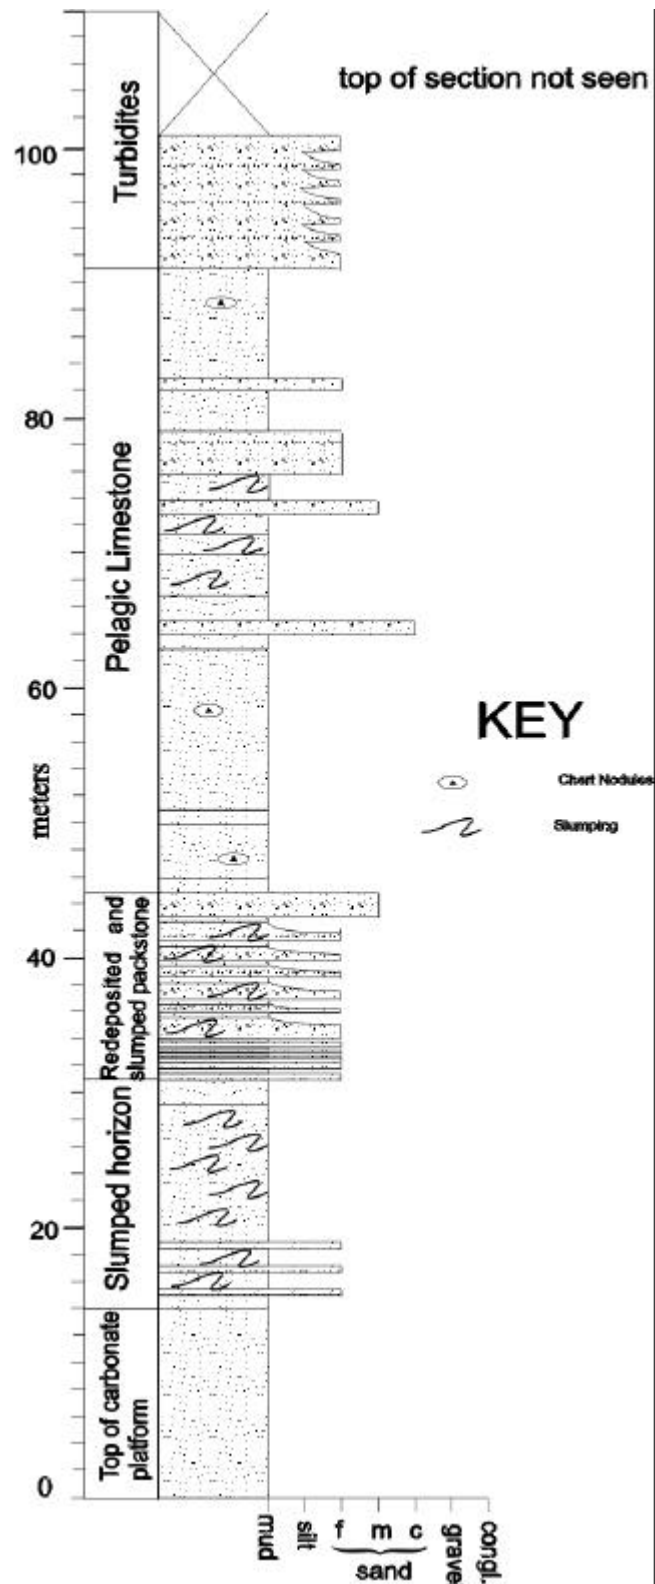 top of section not seen
Turbidites
100
80
Pelagic Limestone
60
meters
KEY
Chert Nodules
Slumping
Redeposited and
slumped packstone
40
Slumped horizon
20
Top of carbonate
platform
0
mud
silt
f
m
c
grave
congl.
sand